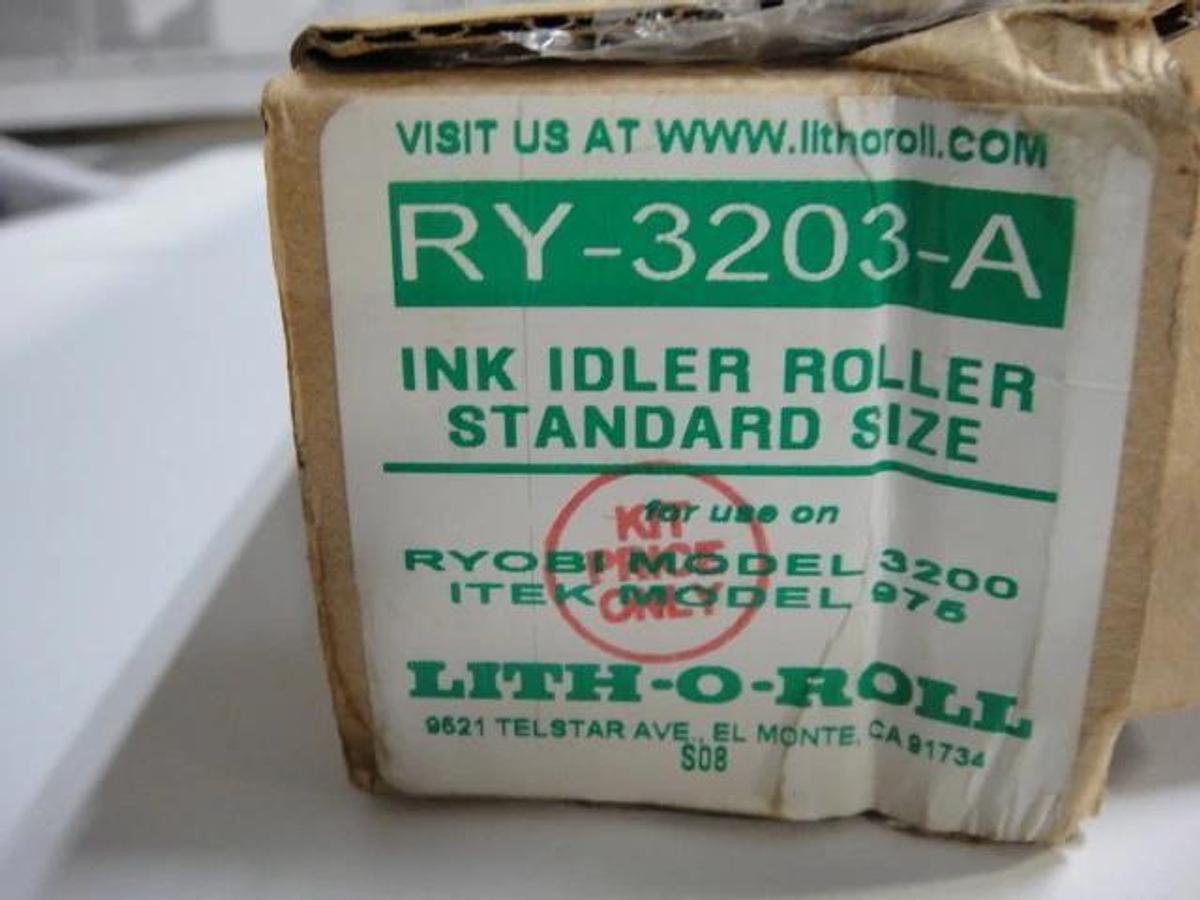 VISIT US AT WWW.lithoroll.COM
RY-3203-A
INK IDLER ROLLER
STANDARD SIZE
for use on
KIT
PRICE
ONLY
RYOBI MODEL 3200
ITEK MODEL 975
LITH-O-ROLL
9521 TELSTAR AVE., EL MONTE, CA 91734
S08